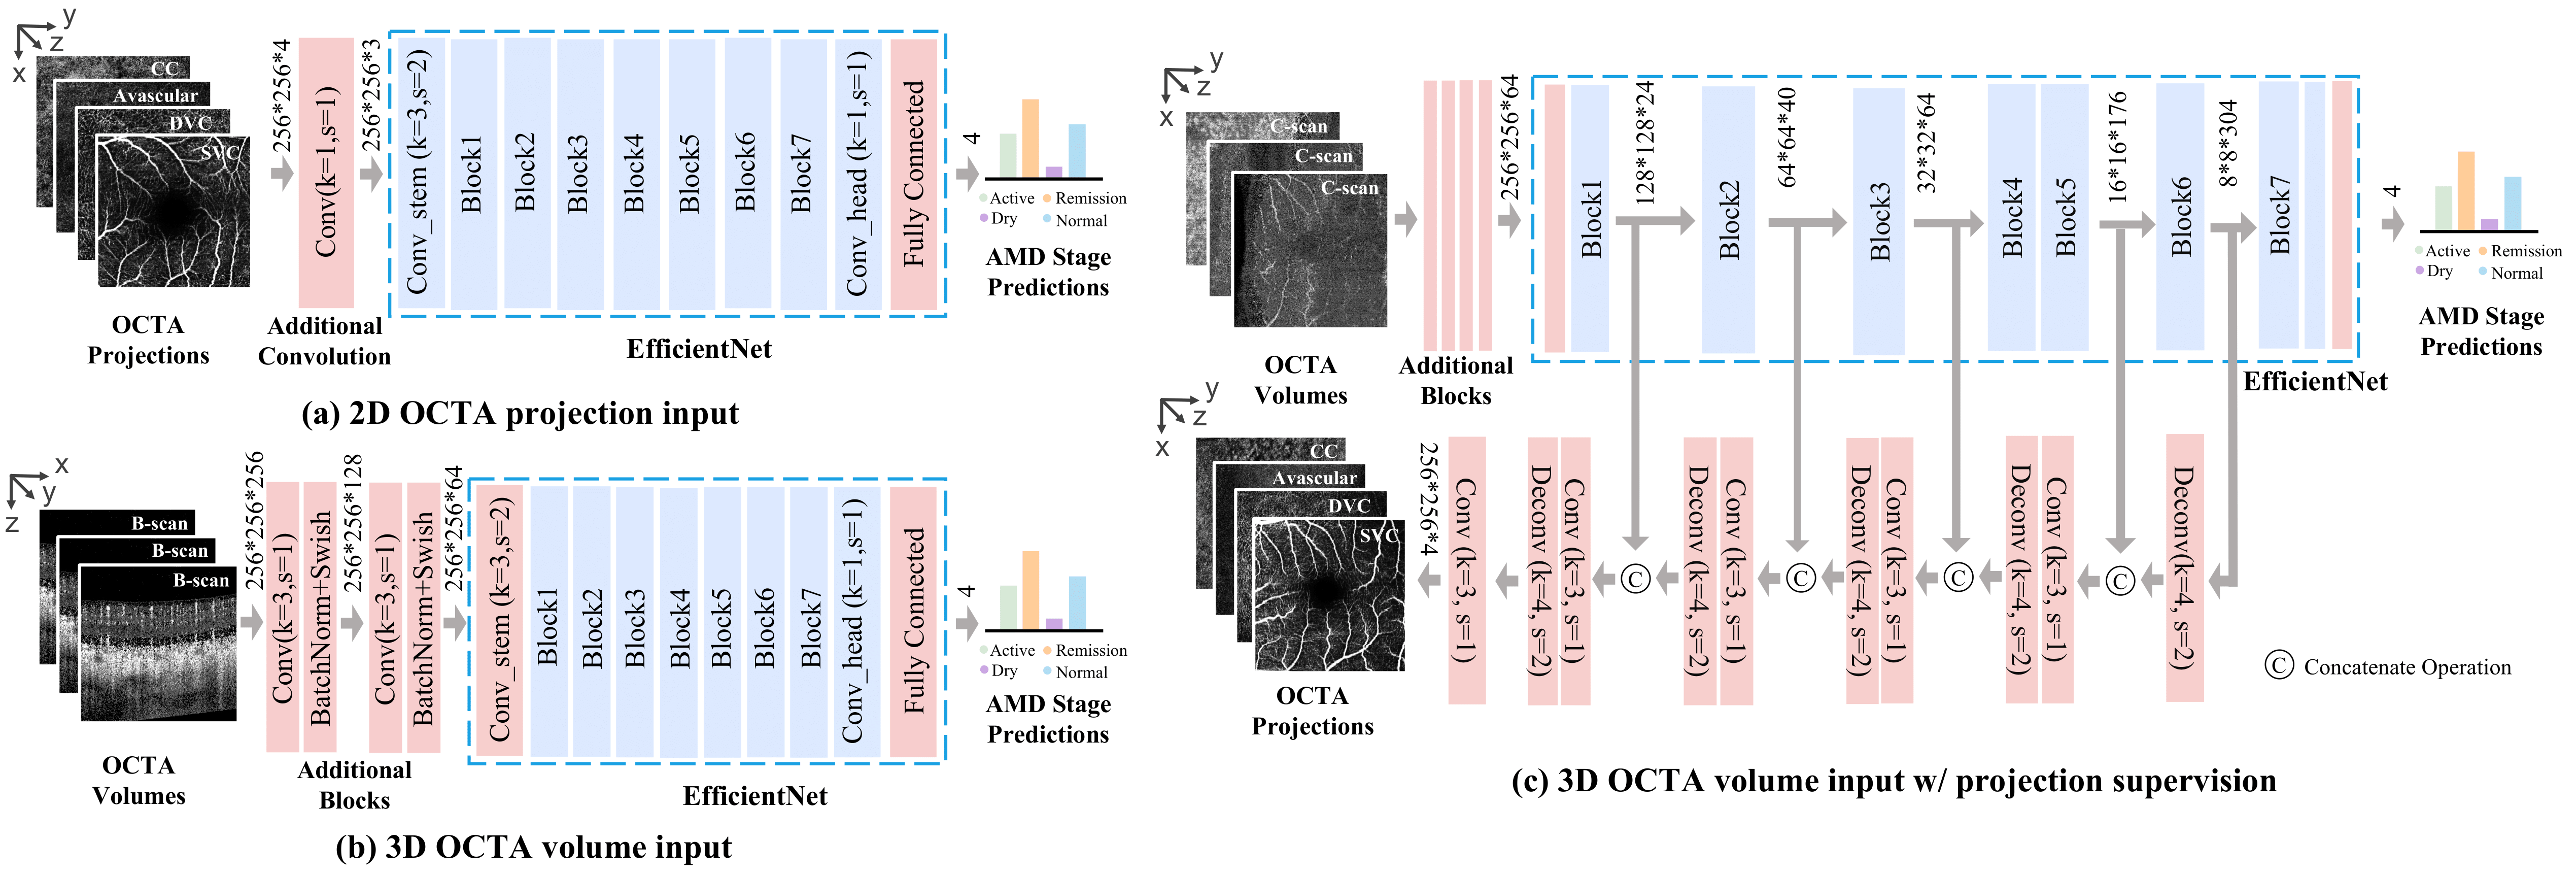 y
z
x
CC
Avascular
DVC
SVC
OCTA
Projections
256*256*4
Conv(k=1,s=1)
Additional
Convolution
256*256*3
Conv_stem (k=3,s=2)
Block1
Block2
Block3
Block4
Block5
Block6
Block7
Conv_head (k=1,s=1)
Fully Connected
EfficientNet
4
Active
Remission
Dry
Normal
AMD Stage
Predictions
(a) 2D OCTA projection input
x
y
z
B-scan
B-scan
B-scan
OCTA
Volumes
256*256*256
Conv(k=3,s=1)
BatchNorm+Swish
256*256*128
Conv(k=3,s=1)
BatchNorm+Swish
Additional
Blocks
256*256*64
Conv_stem (k=3,s=2)
Block1
Block2
Block3
Block4
Block5
Block6
Block7
Conv_head (k=1,s=1)
Fully Connected
EfficientNet
4
Active
Remission
Dry
Normal
AMD Stage
Predictions
(b) 3D OCTA volume input
y
z
x
C-scan
C-scan
C-scan
OCTA
Volumes
Additional
Blocks
256*256*64
Block1
128*128*24
Block2
64*64*40
Block3
32*32*64
Block4
Block5
16*16*176
Block6
8*8*304
Block7
EfficientNet
4
Active
Remission
Dry
Normal
AMD Stage
Predictions
y
z
x
CC
Avascular
DVC
SVC
OCTA
Projections
256*256*4
Conv (k=3, s=1)
Deconv (k=4, s=2)
Conv (k=3, s=1)
C
Deconv (k=4, s=2)
Conv (k=3, s=1)
C
Deconv (k=4, s=2)
Conv (k=3, s=1)
C
Deconv (k=4, s=2)
Conv (k=3, s=1)
C
Deconv(k=4, s=2)
C Concatenate Operation
(c) 3D OCTA volume input w/ projection supervision